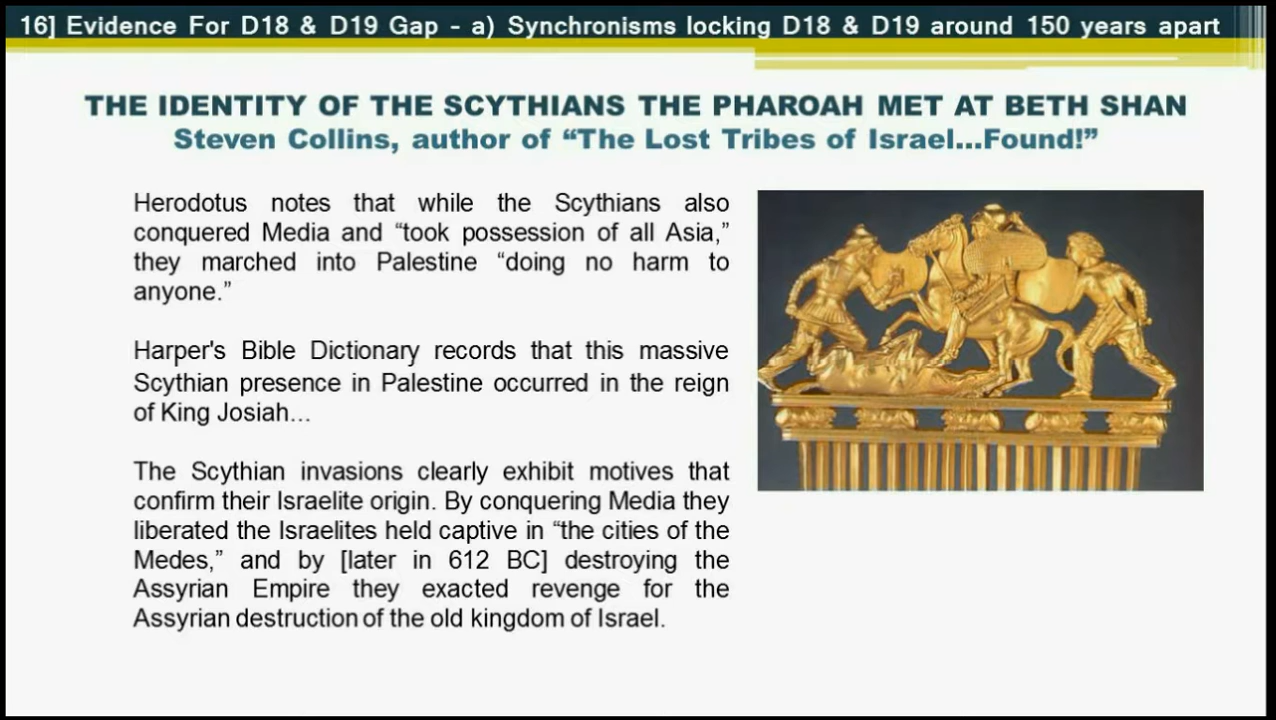 16] Evidence For D18 & D19 Gap - a) Synchronisms locking D18 & D19 around 150 years apart
THE IDENTITY OF THE SCYTHIANS THE PHAROAH MET AT BETH SHAN
Steven Collins, author of “The Lost Tribes of Israel...Found!”
Herodotus notes that while the Scythians also
conquered Media and “took possession of all Asia,”
they marched into Palestine “doing no harm to
anyone.”
Harper's Bible Dictionary records that this massive
Scythian presence in Palestine occurred in the reign
of King Josiah...
The Scythian invasions clearly exhibit motives that
confirm their Israelite origin. By conquering Media they
liberated the Israelites held captive in “the cities of the
Medes,” and by [later in 612 BC] destroying the
Assyrian Empire they exacted revenge for the
Assyrian destruction of the old kingdom of Israel.